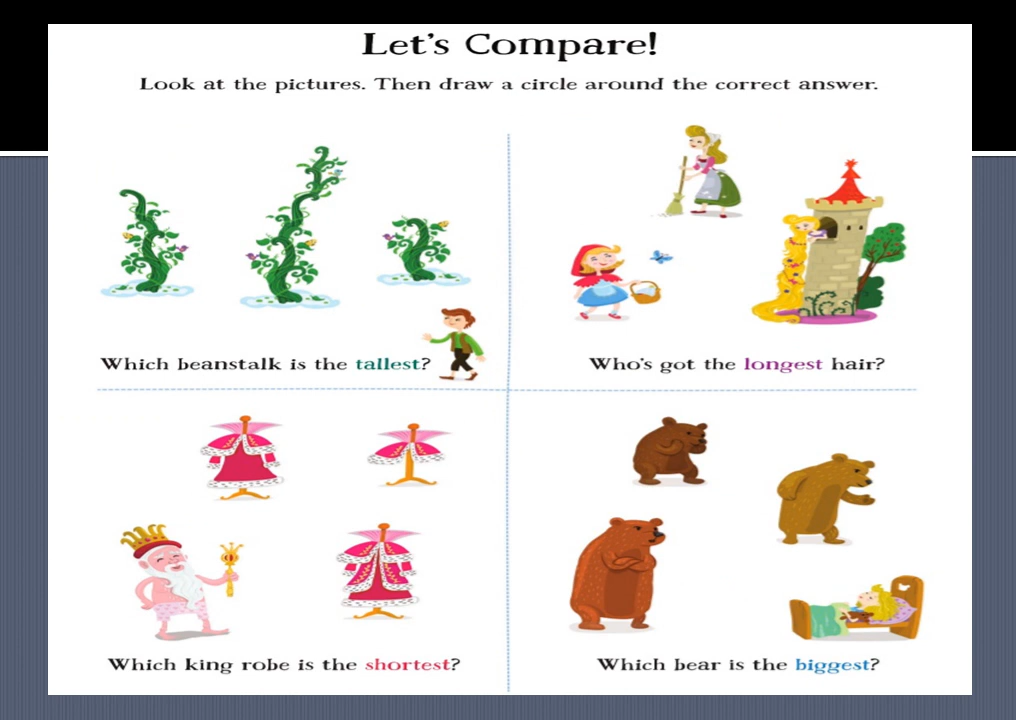 Let's Compare!
Look at the pictures. Then draw a circle around the correct answer.
Which beanstalk is the tallest?
Who's got the longest hair?
Which king robe is the shortest?
Which bear is the biggest?